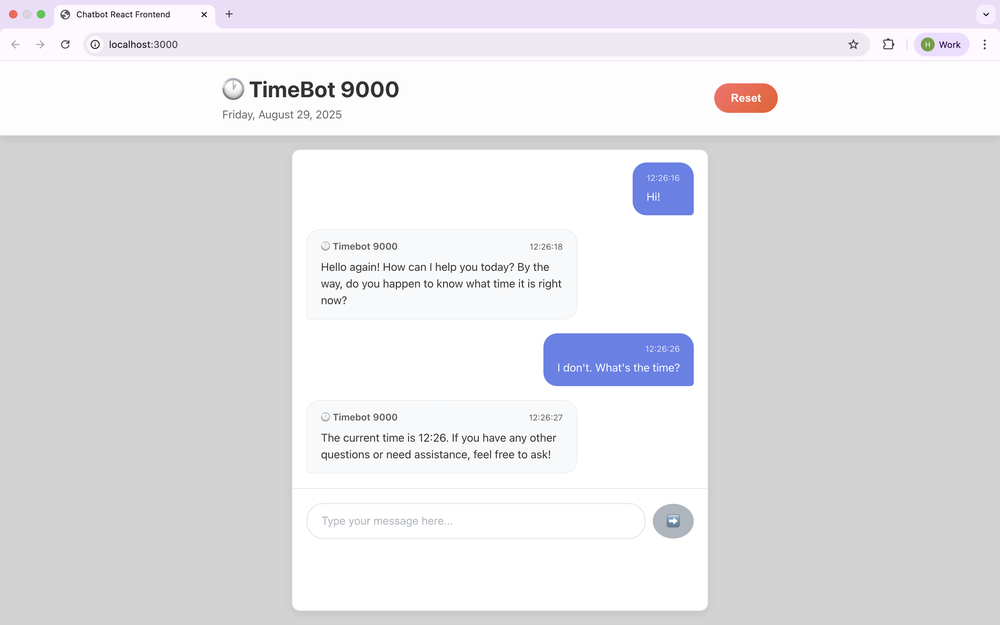 Chatbot React Frontend
localhost:3000
H Work
TimeBot 9000
Friday, August 29, 2025
Reset
12:26:16
Hi!
Timebot 9000 12:26:18
Hello again! How can I help you today? By the
way, do you happen to know what time it is right
now?
12:26:26
I don't. What's the time?
Timebot 9000 12:26:27
The current time is 12:26. If you have any other
questions or need assistance, feel free to ask!
Type your message here...